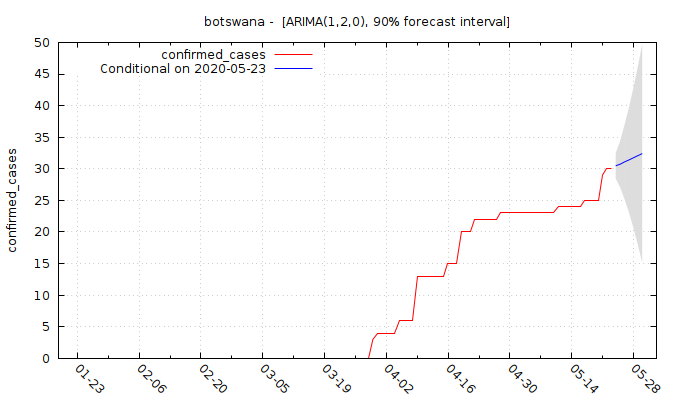 botswana - [ARIMA(1,2,0), 90% forecast interval]
confirmed_cases
Conditional on 2020-05-23
confirmed_cases
50
45
40
35
30
25
20
15
10
5
0
01-23 02-06 02-20 03-05 03-19 04-02 04-16 04-30 05-14 05-28